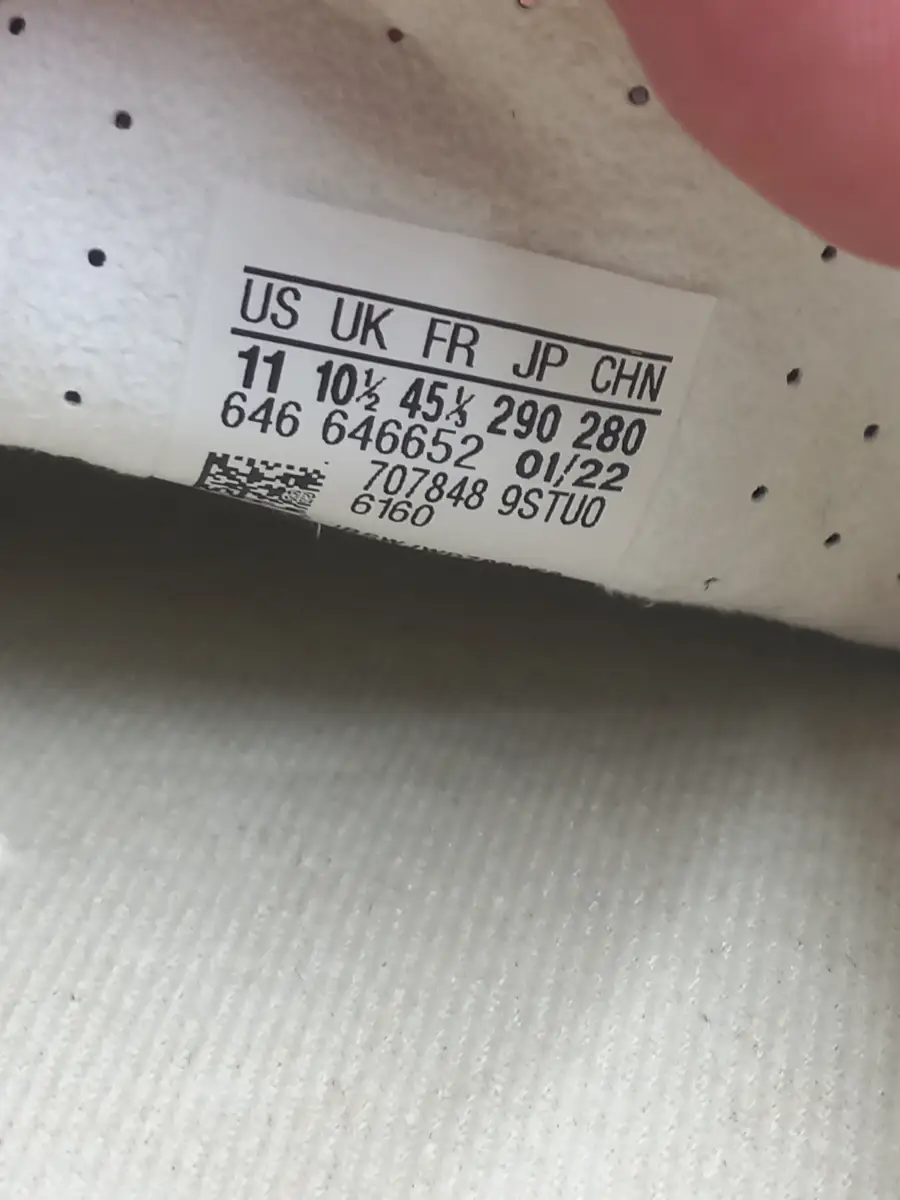 US UK FR JP CHN
11 10½ 45⅓ 290 280
646 646652 01/22
707848 9STU0
6160